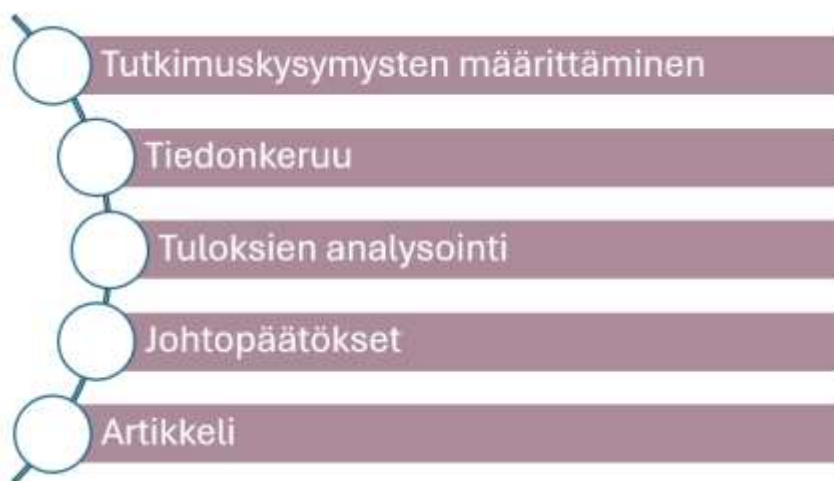 Tutkimuskysymysten määrittäminen
Tiedonkeruu
Tuloksien analysointi
Johtopäätökset
Artikkeli